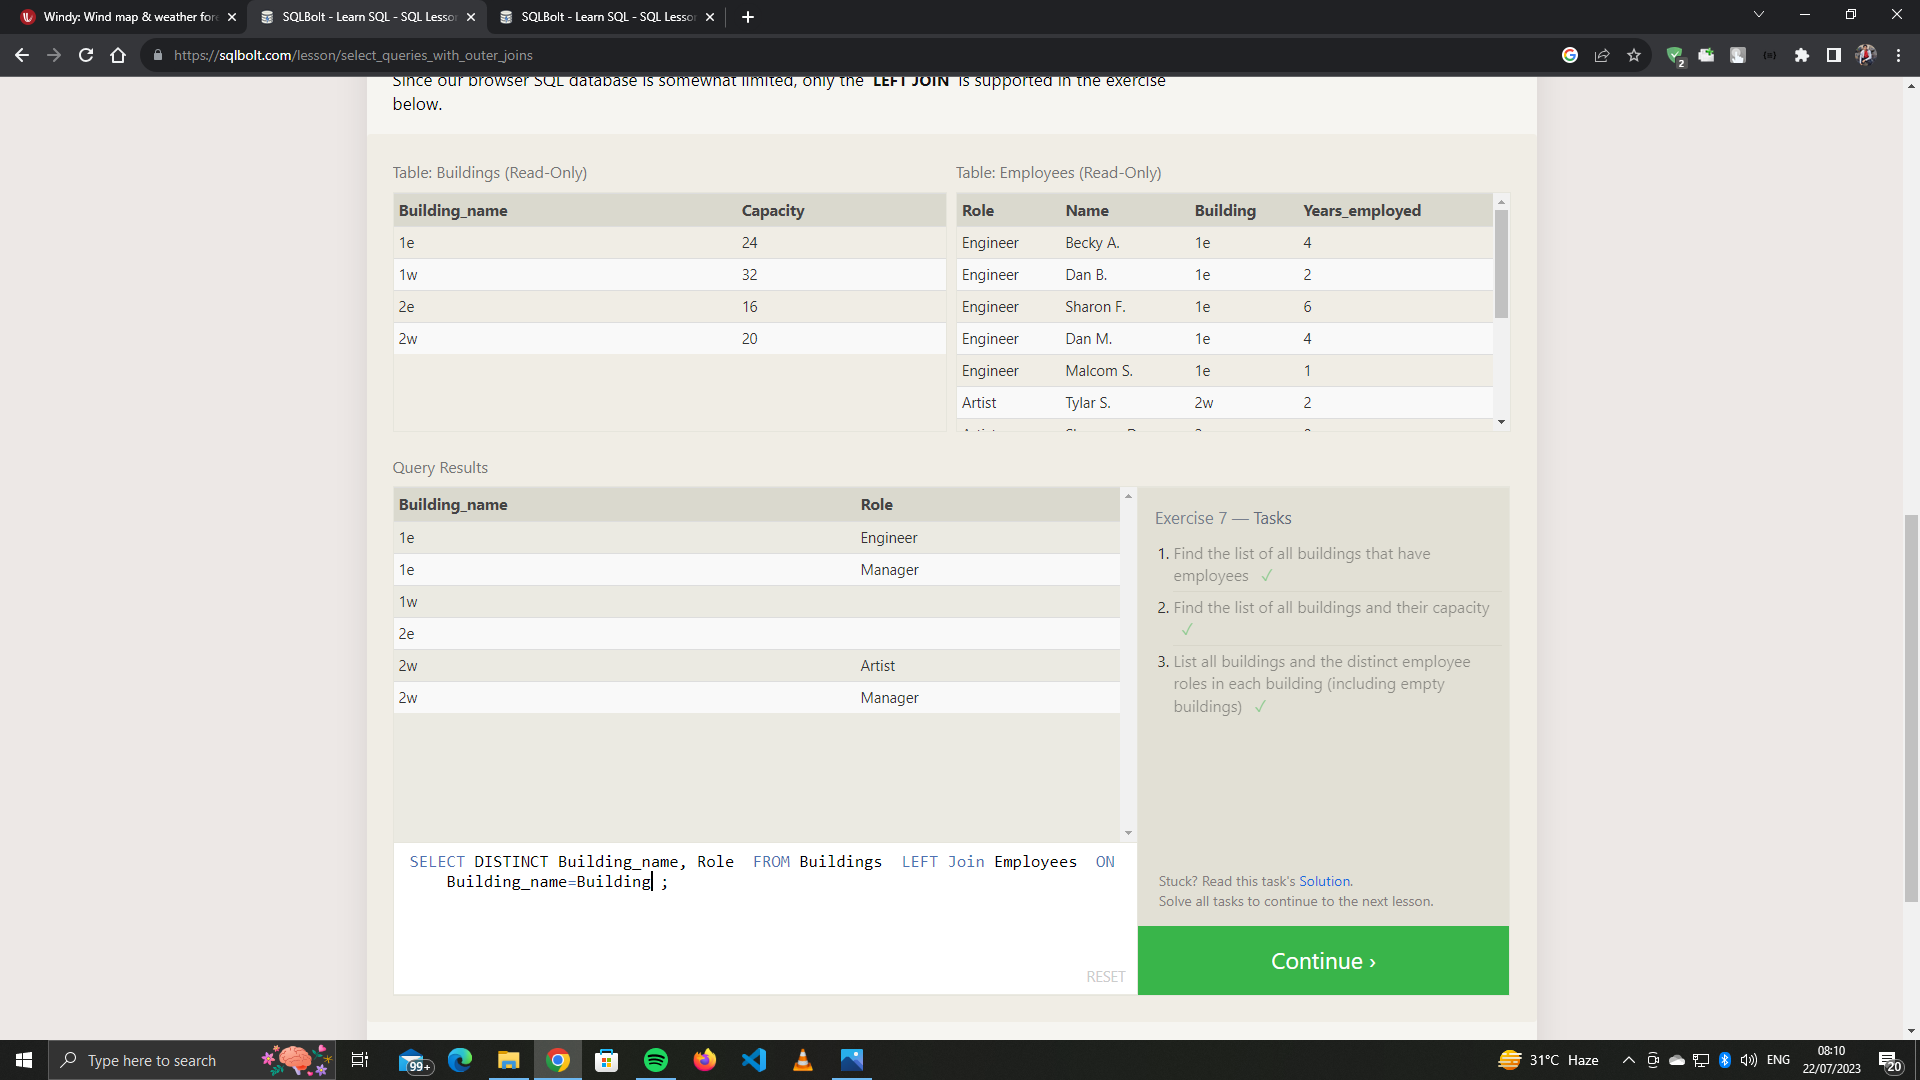 Windy: Wind map & weather fore
SQLBolt - Learn SQL - SQL Lesson
SQLBolt - Learn SQL - SQL Lesson
https://sqlbolt.com/lesson/select_queries_with_outer_joins
2
Since our browser SQL database is somewhat limited, only the LEFT JOIN is supported in the exercise
below.
Table: Buildings (Read-Only)
Building_name Capacity
1e 24
1w 32
2e 16
2w 20
Table: Employees (Read-Only)
Role Name Building Years_employed
Engineer Becky A. 1e 4
Engineer Dan B. 1e 2
Engineer Sharon F. 1e 6
Engineer Dan M. 1e 4
Engineer Malcom S. 1e 1
Artist Tylar S. 2w 2
Query Results
Building_name Role
1e Engineer
1e Manager
1w
2e
2w Artist
2w Manager
SELECT DISTINCT Building_name, Role FROM Buildings LEFT Join Employees ON
Building_name=Building ;
RESET
Exercise 7 — Tasks
1. Find the list of all buildings that have
employees ✓
2. Find the list of all buildings and their capacity
✓
3. List all buildings and the distinct employee
roles in each building (including empty
buildings) ✓
Stuck? Read this task's Solution.
Solve all tasks to continue to the next lesson.
Continue ›
Type here to search
99+
31°C Haze
ENG
08:10
22/07/2023
20